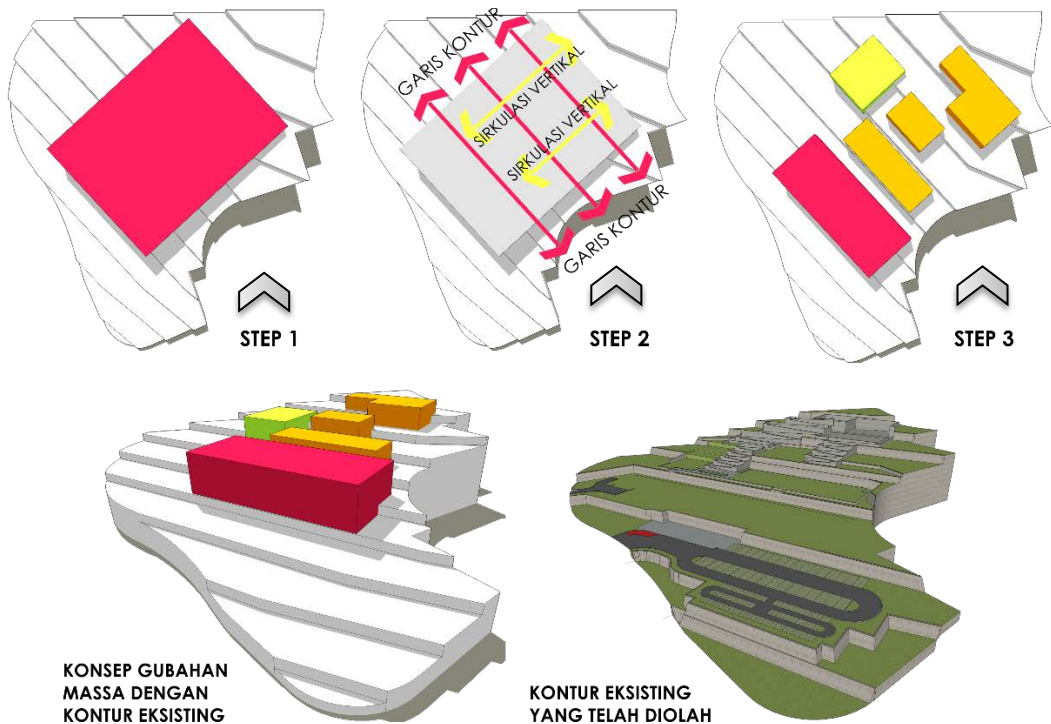 STEP 1
GARIS KONTUR
SIRKULASI VERTIKAL
SIRKULASI VERTIKAL
GARIS KONTUR
STEP 2
STEP 3
KONSEP GUBAHAN
MASSA DENGAN
KONTUR EKSISTING
KONTUR EKSISTING
YANG TELAH DIOLAH